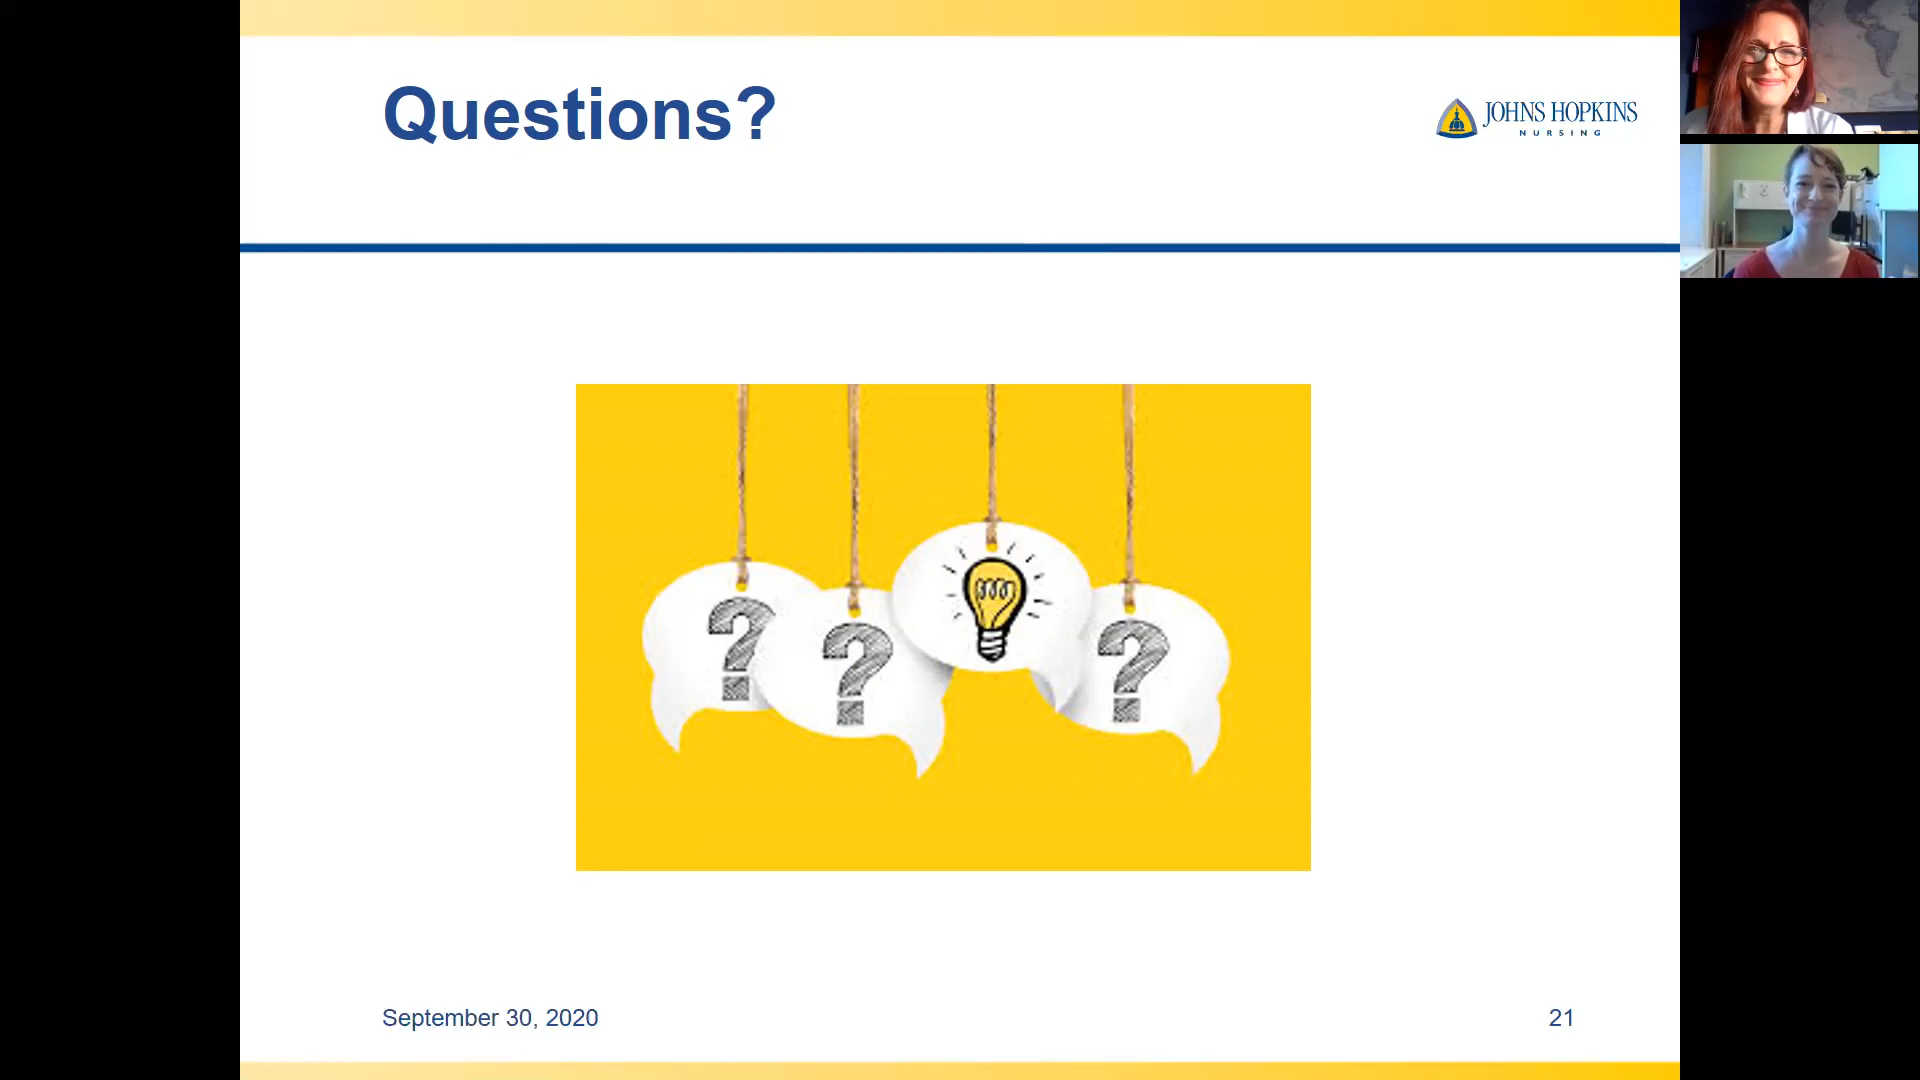 Questions?
JOHNS HOPKINS
NURSING
?
?
?
September 30, 2020
21